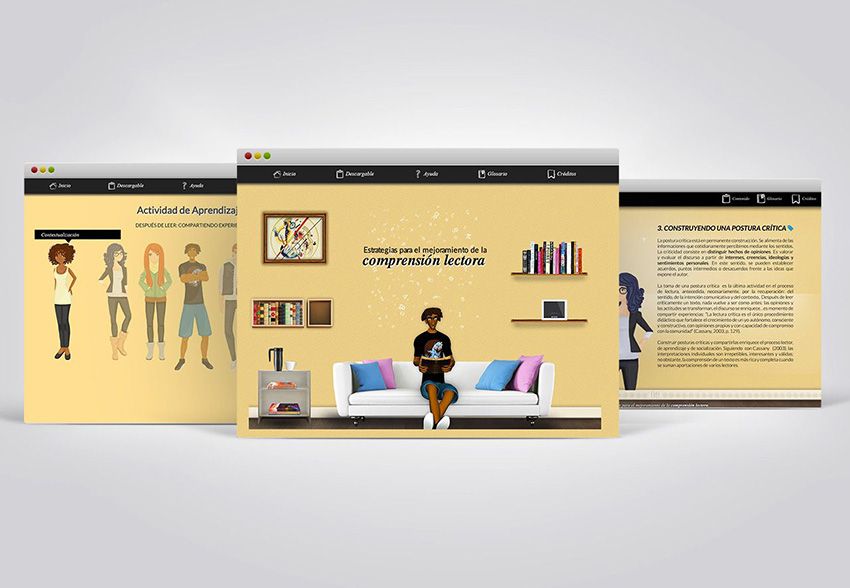 Inicio
Descargable
Ayuda
Actividad de Aprendizaj
DESPUÉS DE LEER: COMPARTIENDO EXPERIE
Contextualización
Inicio
Descargable
Ayuda
Glosario
Créditos
Estrategias para el mejoramiento de la
comprensión lectora
Contenido
Glosario
Créditos
3. CONSTRUYENDO UNA POSTURA CRÍTICA
La postura crítica está en permanente construcción. Se alimenta de las
informaciones que cotidianamente percibimos mediante los sentidos.
La criticidad consiste en distinguir hechos de opiniones. Es valorar
y evaluar el discurso a partir de intereses, creencias, ideologías y
sentimientos personales. En este sentido, se pueden establecer
acuerdos, puntos intermedios o desacuerdos frente a las ideas que
expone el autor.
La toma de una postura crítica es la última actividad en el proceso
de lectura, antecedida, necesariamente, por la recuperación: del
sentido, de la intención comunicativa y del contexto. Después de leer
críticamente un texto, nada vuelve a ser como antes: las opiniones y
las actitudes se transforman, el discurso se enriquece... es momento de
compartir experiencias: "La lectura crítica es el único procedimiento
didáctico que fortalece el crecimiento de un yo autónomo, consciente
y constructivo, con opiniones propias y con capacidad de compromiso
con la comunidad" (Cassany, 2003, p. 129).
Construir posturas críticas y compartirlas enriquece el proceso lector,
de aprendizaje y de socialización. Siguiendo con Cassany (2003), las
interpretaciones individuales son irrepetibles, interesantes y válidas;
no obstante, la comprensión de un todo es más rica y completa cuando
se suman aportaciones de varios lectores.
para el mejoramiento de la comprensión lectora